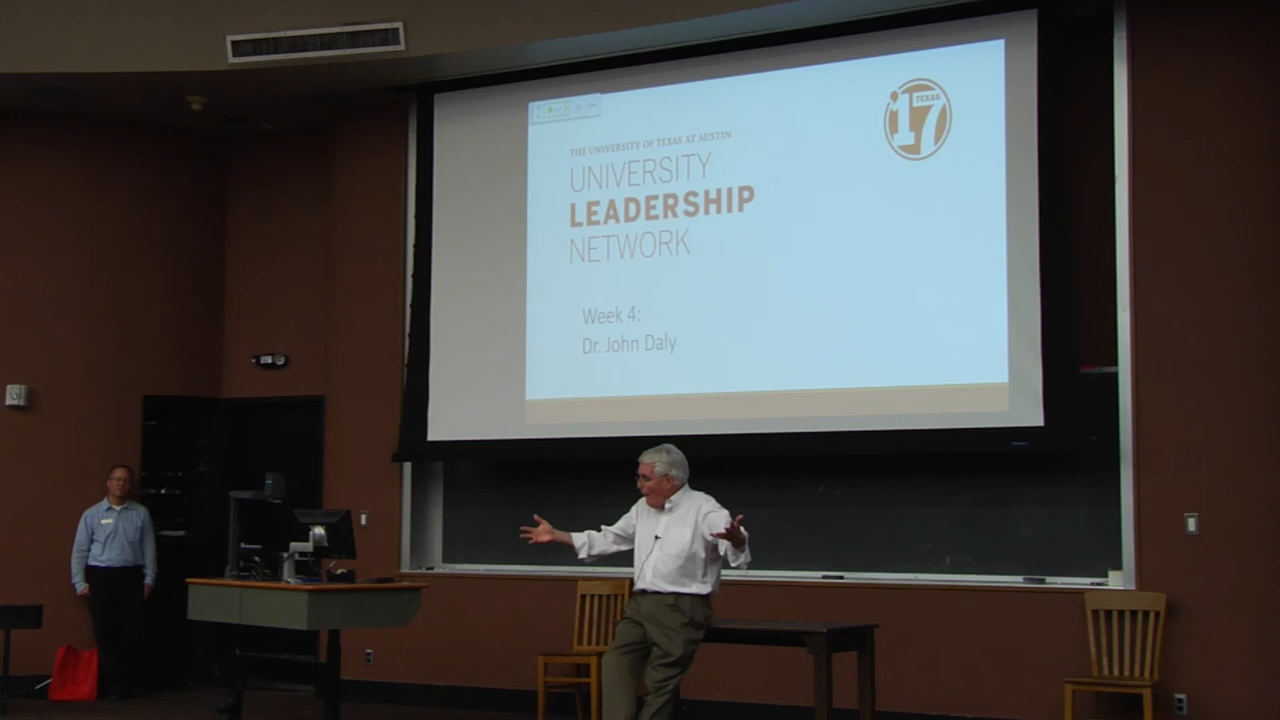 THE UNIVERSITY OF TEXAS AT AUSTIN
UNIVERSITY
LEADERSHIP
NETWORK
TEXAS
'17
Week 4:
Dr. John Daly